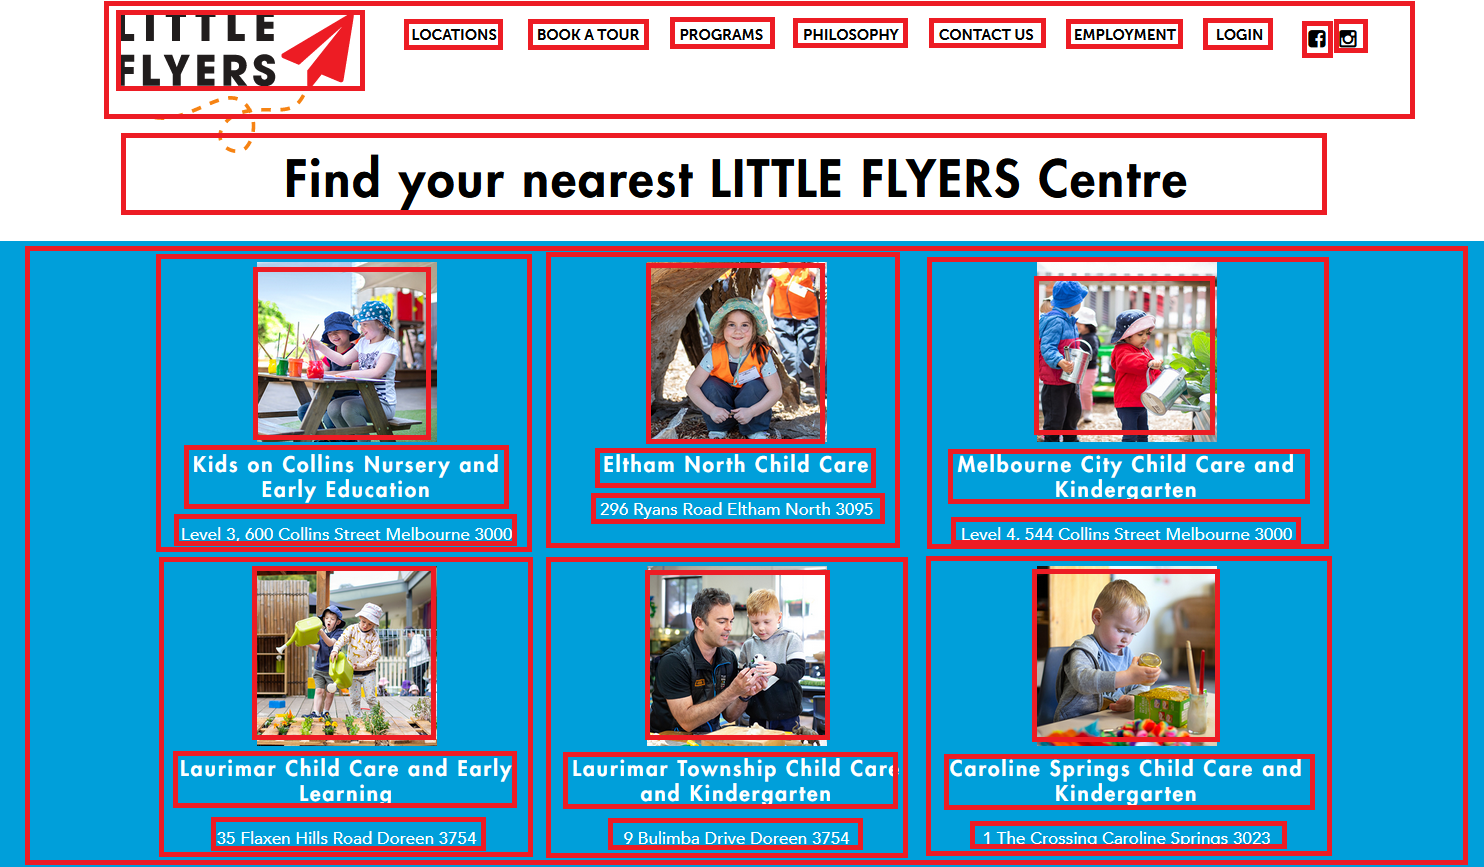 LITTLE
FLYERS
LOCATIONS BOOK A TOUR PROGRAMS PHILOSOPHY CONTACT US EMPLOYMENT LOGIN
Find your nearest LITTLE FLYERS Centre
Kids on Collins Nursery and
Early Education
Level 3, 600 Collins Street Melbourne 3000
Eltham North Child Care
296 Ryans Road Eltham North 3095
Melbourne City Child Care and
Kindergarten
Level 4, 544 Collins Street Melbourne 3000
Laurimar Child Care and Early
Learning
35 Flaxen Hills Road Doreen 3754
Laurimar Township Child Care
and Kindergarten
9 Bulimba Drive Doreen 3754
Caroline Springs Child Care and
Kindergarten
1 The Crossing Caroline Springs 3023